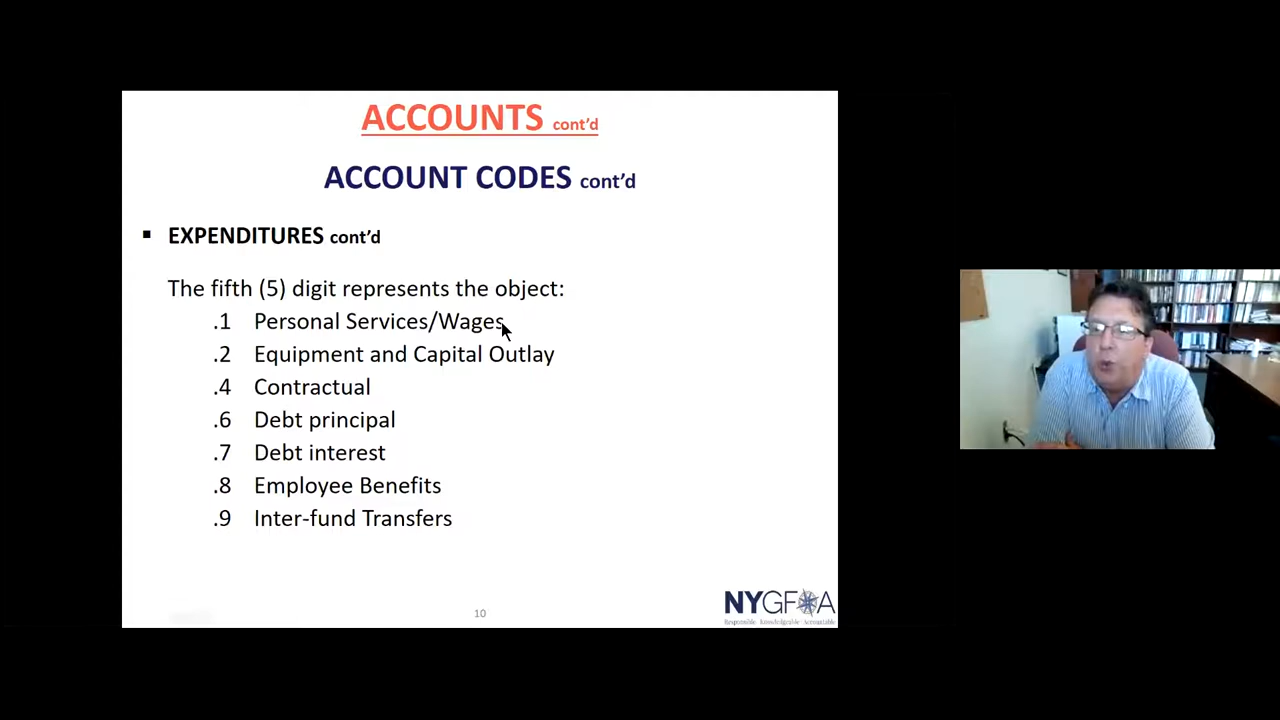 ACCOUNTS cont’d
ACCOUNT CODES cont’d
▪ EXPENDITURES cont’d
The fifth (5) digit represents the object:
.1 Personal Services/Wages
.2 Equipment and Capital Outlay
.4 Contractual
.6 Debt principal
.7 Debt interest
.8 Employee Benefits
.9 Inter-fund Transfers
10
NYGFOA
Responsible Knowledgeable Accountable